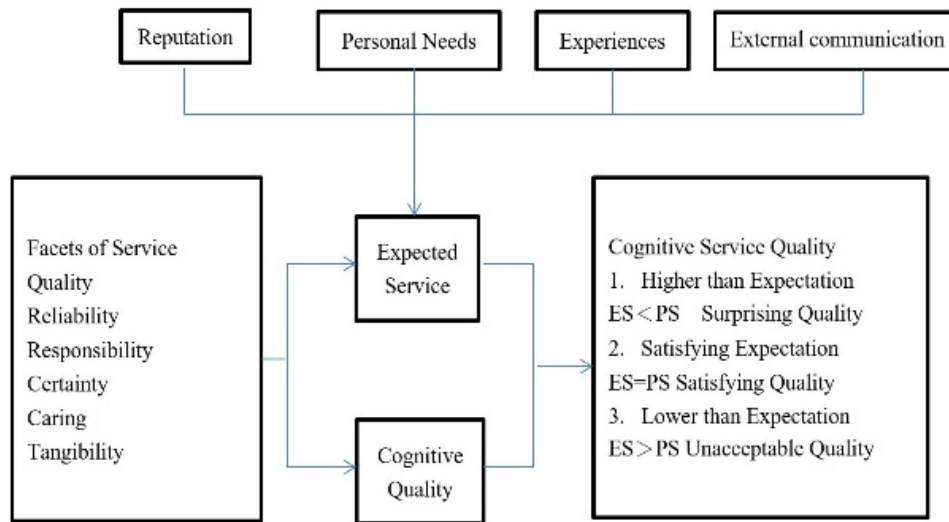 Reputation
Personal Needs
Experiences
External communication
Facets of Service
Quality
Reliability
Responsibility
Certainty
Caring
Tangibility
Expected
Service
Cognitive
Quality
Cognitive Service Quality
1. Higher than Expectation
ES＜PS Surprising Quality
2. Satisfying Expectation
ES=PS Satisfying Quality
3. Lower than Expectation
ES＞PS Unacceptable Quality